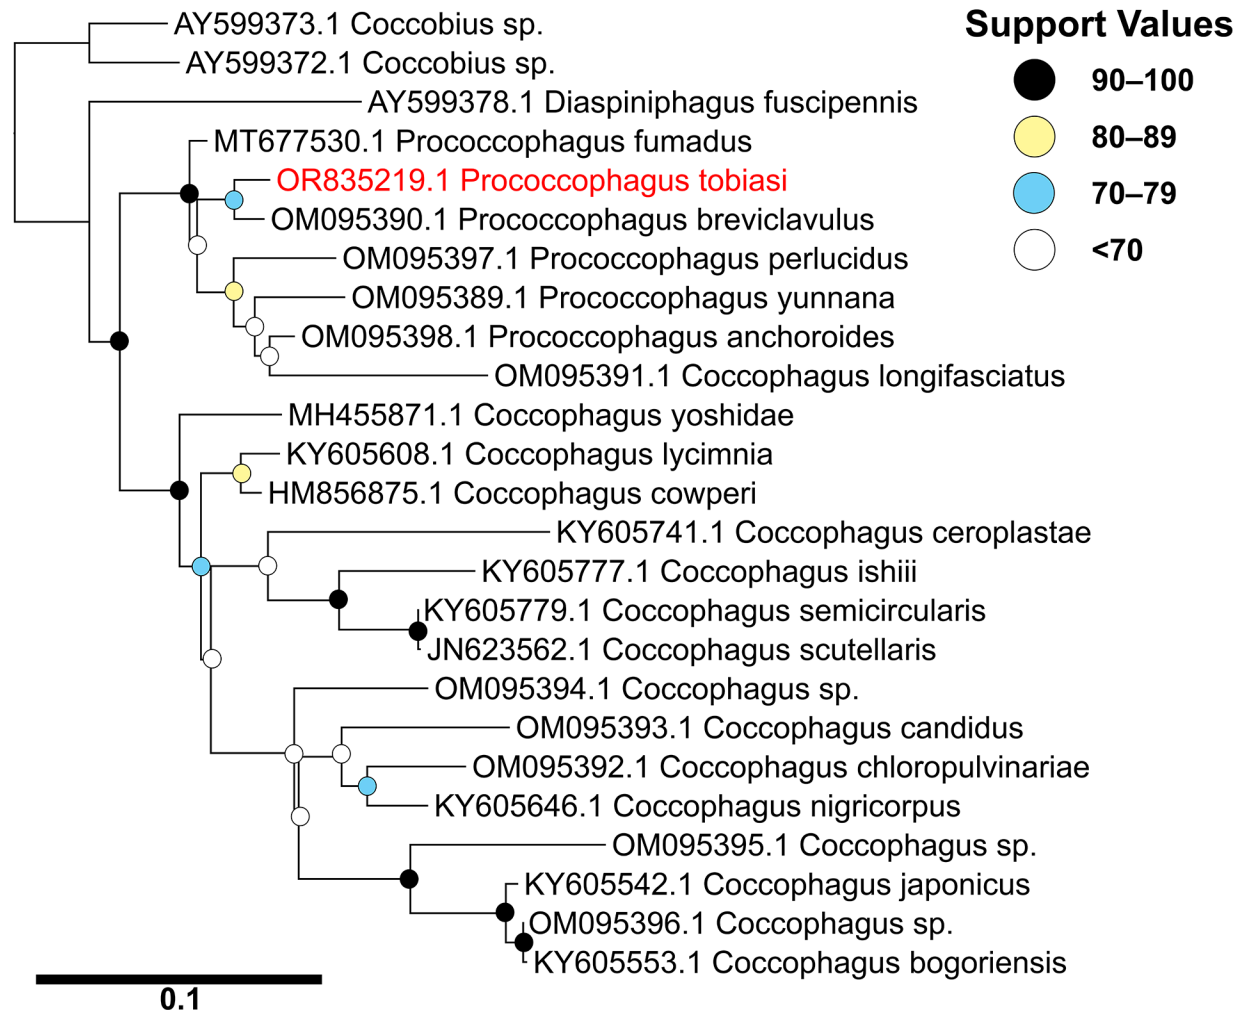 AY599373.1 Coccobius sp.
AY599372.1 Coccobius sp.
AY599378.1 Diaspiniphagus fuscipennis
MT677530.1 Prococcophagus fumadus
OR835219.1 Prococcophagus tobiasi
OM095390.1 Prococcophagus breviclavulus
OM095397.1 Prococcophagus perlucidus
OM095389.1 Prococcophagus yunnana
OM095398.1 Prococcophagus anchoroides
OM095391.1 Coccophagus longifasciatus
MH455871.1 Coccophagus yoshidae
KY605608.1 Coccophagus lycimnia
HM856875.1 Coccophagus cowperi
KY605741.1 Coccophagus ceroplastae
KY605777.1 Coccophagus ishiii
KY605779.1 Coccophagus semicircularis
JN623562.1 Coccophagus scutellaris
OM095394.1 Coccophagus sp.
OM095393.1 Coccophagus candidus
OM095392.1 Coccophagus chloropulvinariae
KY605646.1 Coccophagus nigricorpus
OM095395.1 Coccophagus sp.
KY605542.1 Coccophagus japonicus
OM095396.1 Coccophagus sp.
KY605553.1 Coccophagus bogoriensis
0.1
Support Values
90–100
80–89
70–79
<70